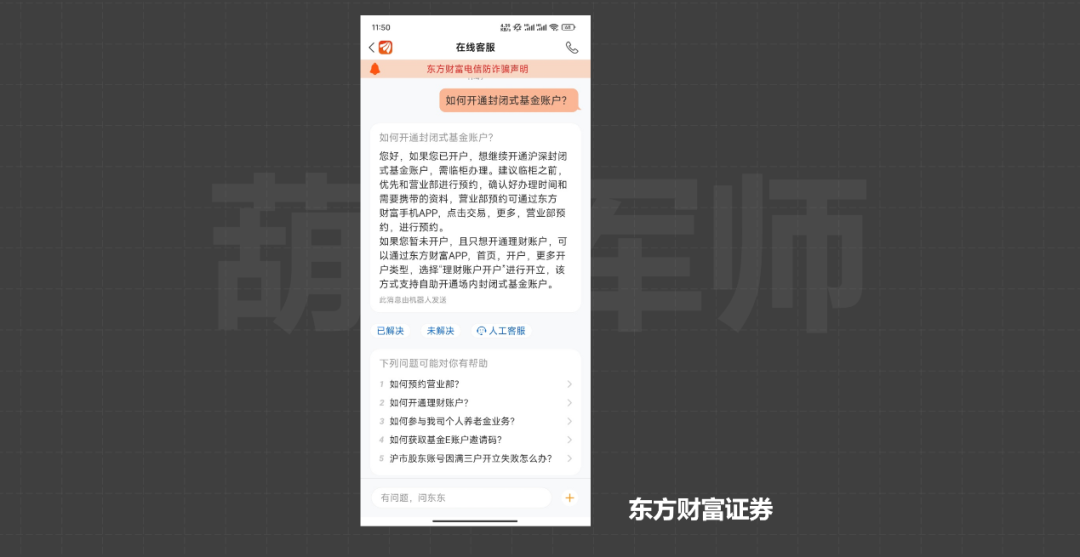 11:50
在线客服
东方财富电信防诈骗声明
如何开通封闭式基金账户?
如何开通封闭式基金账户?
您好,如果您已开户,想继续开通沪深封闭
式基金账户,需临柜办理。建议临柜之前,
优先和营业部进行预约,确认好办理时间和
需要携带的资料,营业部预约可通过东方
财富手机APP,点击交易,更多,营业部预
约,进行预约。
如果您暂未开户,且只想开通理财账户,可
以通过东方财富APP,首页,开户,更多开
户类型,选择"理财账户开户"进行开立,该
方式支持自助开通场内封闭式基金账户。
此消息由机器人发送
已解决 未解决 人工客服
下列问题可能对你有帮助
1 如何预约营业部?
2 如何开通理财账户?
3 如何参与我司个人养老金业务?
4 如何获取基金E账户邀请码?
5 沪市股东账号因满三户开立失败怎么办?
有问题,问东东
东方财富证券
军师